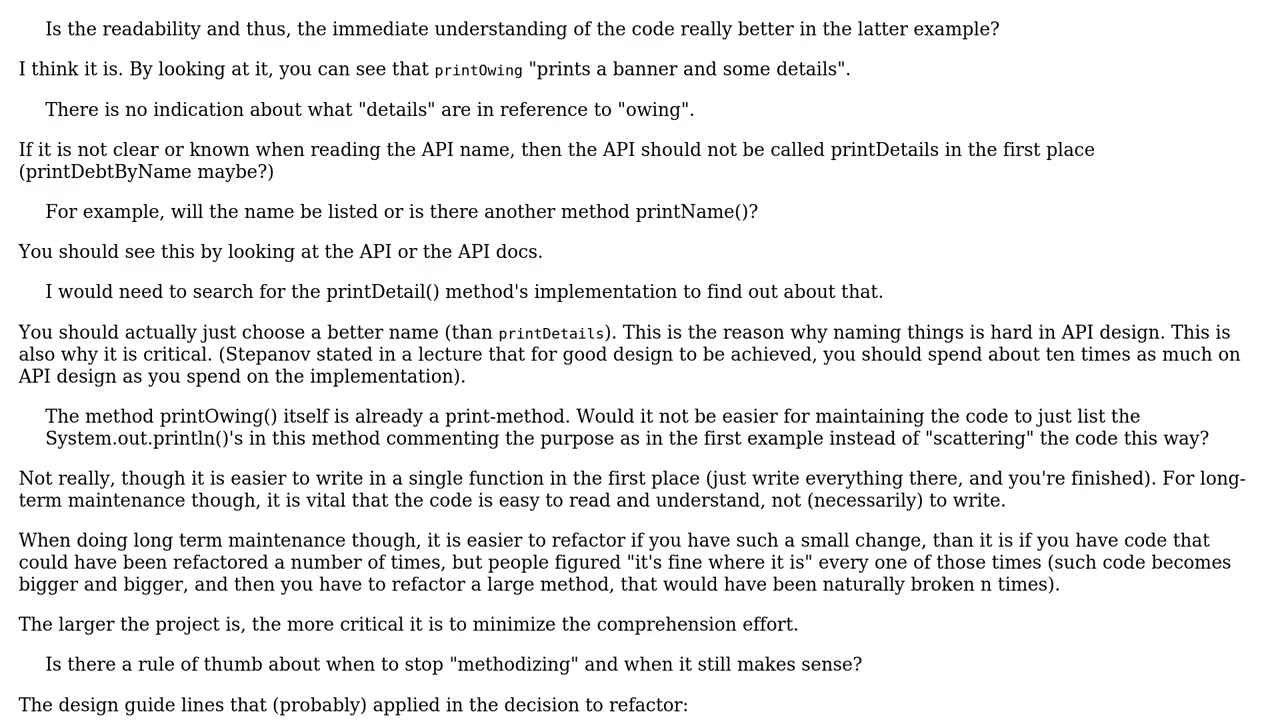 Is the readability and thus, the immediate understanding of the code really better in the latter example?
I think it is. By looking at it, you can see that printOwing "prints a banner and some details".
There is no indication about what "details" are in reference to "owing".
If it is not clear or known when reading the API name, then the API should not be called printDetails in the first place
(printDebtByName maybe?)
For example, will the name be listed or is there another method printName()?
You should see this by looking at the API or the API docs.
I would need to search for the printDetail() method's implementation to find out about that.
You should actually just choose a better name (than printDetails). This is the reason why naming things is hard in API design. This is
also why it is critical. (Stepanov stated in a lecture that for good design to be achieved, you should spend about ten times as much on
API design as you spend on the implementation).
The method printOwing() itself is already a print-method. Would it not be easier for maintaining the code to just list the
System.out.println()'s in this method commenting the purpose as in the first example instead of "scattering" the code this way?
Not really, though it is easier to write in a single function in the first place (just write everything there, and you're finished). For long-
term maintenance though, it is vital that the code is easy to read and understand, not (necessarily) to write.
When doing long term maintenance though, it is easier to refactor if you have such a small change, than it is if you have code that
could have been refactored a number of times, but people figured "it's fine where it is" every one of those times (such code becomes
bigger and bigger, and then you have to refactor a large method, that would have been naturally broken n times).
The larger the project is, the more critical it is to minimize the comprehension effort.
Is there a rule of thumb about when to stop "methodizing" and when it still makes sense?
The design guide lines that (probably) applied in the decision to refactor: